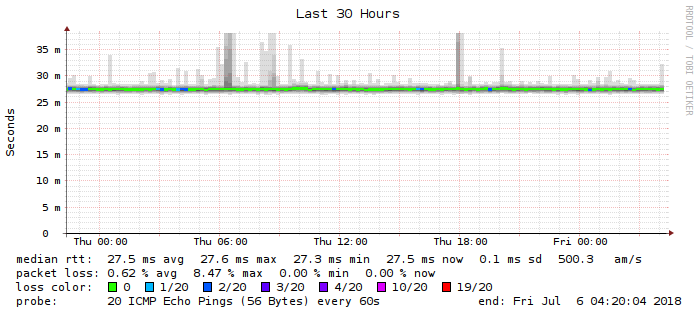 Last 30 Hours
RRDTOOL / TOBI OETIKER
Seconds
35 m
30 m
25 m
20 m
15 m
10 m
5 m
0
Thu 00:00 Thu 06:00 Thu 12:00 Thu 18:00 Fri 00:00
median rtt: 27.5 ms avg 27.6 ms max 27.3 ms min 27.5 ms now 0.1 ms sd 500.3 am/s
packet loss: 0.62 % avg 8.47 % max 0.00 % min 0.00 % now
loss color: 0 1/20 2/20 3/20 4/20 10/20 19/20
probe: 20 ICMP Echo Pings (56 Bytes) every 60s end: Fri Jul 6 04:20:04 2018